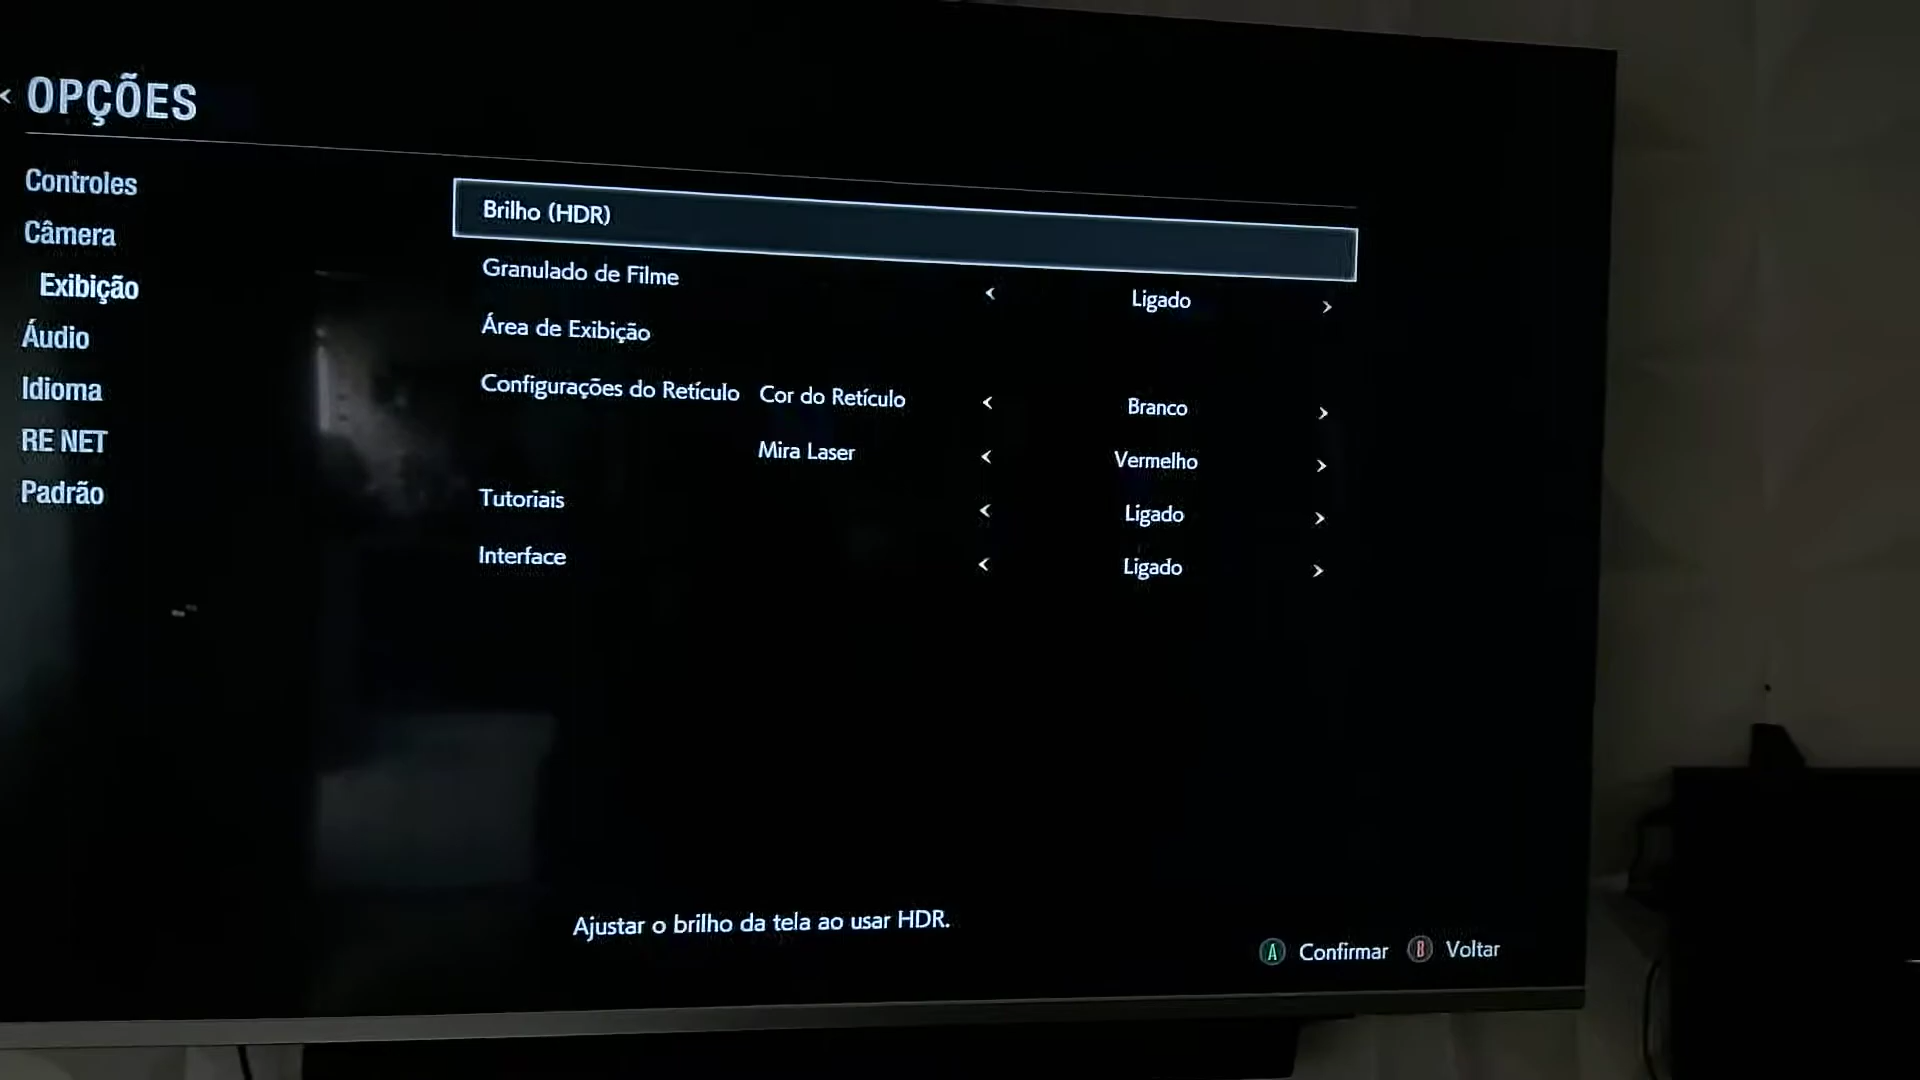 < OPÇÕES
Controles
Câmera
Exibição
Áudio
Idioma
RE NET
Padrão
Brilho (HDR)
Granulado de Filme < Ligado >
Área de Exibição
Configurações do Retículo Cor do Retículo < Branco >
Mira Laser < Vermelho >
Tutoriais < Ligado >
Interface < Ligado >
Ajustar o brilho da tela ao usar HDR.
A Confirmar B Voltar